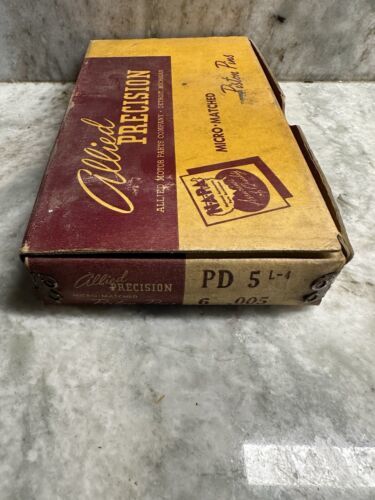 Allied
PRECISION
ALLIED MOTOR PARTS COMPANY · DETROIT, MICHIGAN
MICRO-MATCHED
Piston Pins
NAPA
Allied
PRECISION
MICRO-MATCHED
PD 5 L-4
6 .005